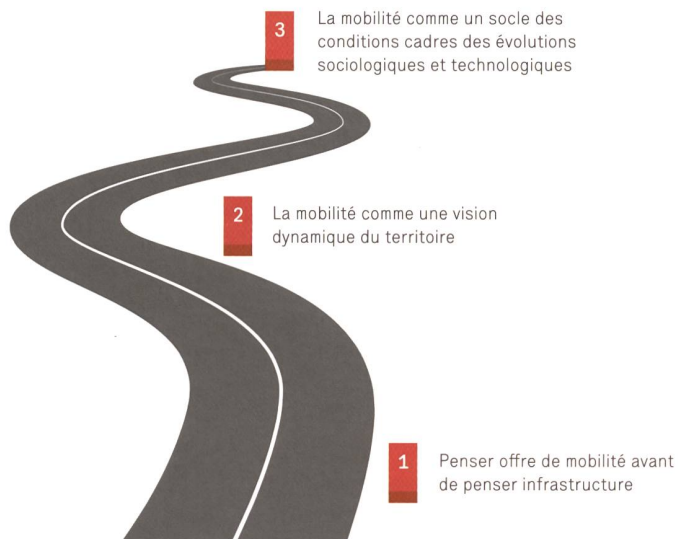 3
La mobilité comme un socle des
conditions cadres des évolutions
sociologiques et technologiques
2
La mobilité comme une vision
dynamique du territoire
1
Penser offre de mobilité avant
de penser infrastructure